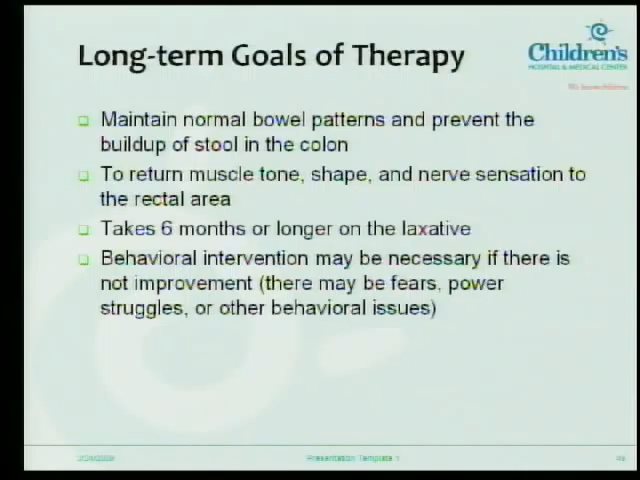 Long-term Goals of Therapy
Children's
HOSPITAL & MEDICAL CENTER
Maintain normal bowel patterns and prevent the
buildup of stool in the colon
To return muscle tone, shape, and nerve sensation to
the rectal area
Takes 6 months or longer on the laxative
Behavioral intervention may be necessary if there is
not improvement (there may be fears, power
struggles, or other behavioral issues)
Presentation Template